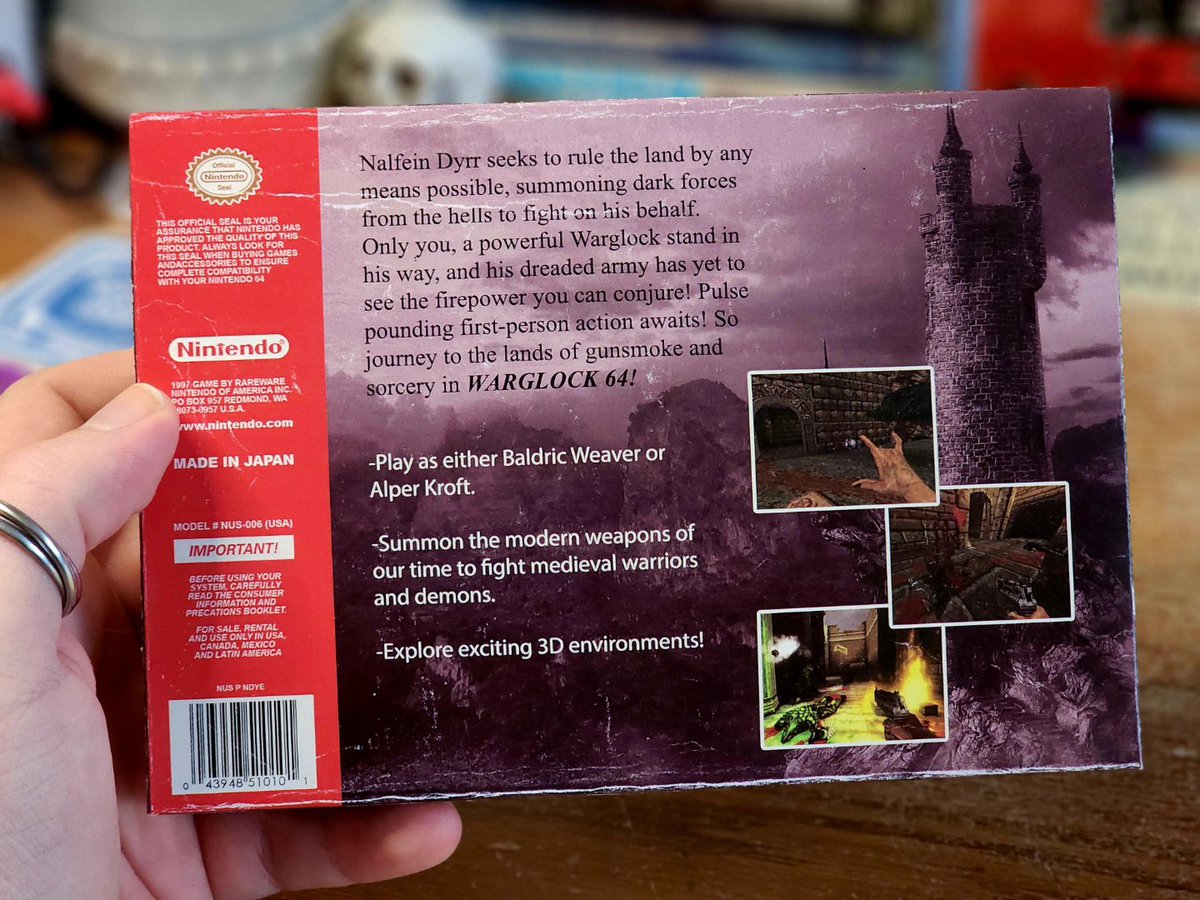 Official
Nintendo
Seal
THIS OFFICIAL SEAL IS YOUR
ASSURANCE THAT NINTENDO HAS
APPROVED THE QUALITY OF THIS
PRODUCT. ALWAYS LOOK FOR
THIS SEAL WHEN BUYING GAMES
ANDACCESSORIES TO ENSURE
COMPLETE COMPATIBILITY
WITH YOUR NINTENDO 64
Nintendo®
1997 GAME BY RAREWARE
NINTENDO OF AMERICA INC.
PO BOX 957 REDMOND, WA
98073-0957 U.S.A.
www.nintendo.com
MADE IN JAPAN
MODEL # NUS-006 (USA)
IMPORTANT!
BEFORE USING YOUR
SYSTEM, CAREFULLY
READ THE CONSUMER
INFORMATION AND
PRECATIONS BOOKLET.
FOR SALE, RENTAL
AND USE ONLY IN USA,
CANADA, MEXICO
AND LATIN AMERICA
NUS P NDYE
0 43948 51010 1
Nalfein Dyrr seeks to rule the land by any
means possible, summoning dark forces
from the hells to fight on his behalf.
Only you, a powerful Warglock stand in
his way, and his dreaded army has yet to
see the firepower you can conjure! Pulse
pounding first-person action awaits! So
journey to the lands of gunsmoke and
sorcery in WARGLOCK 64!
-Play as either Baldric Weaver or
Alper Kroft.
-Summon the modern weapons of
our time to fight medieval warriors
and demons.
-Explore exciting 3D environments!